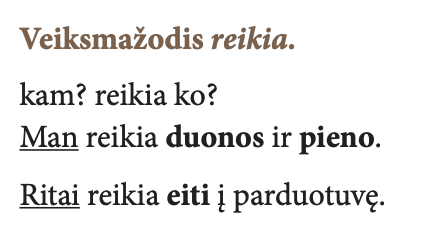 Veiksmažodis reikia.
kam? reikia ko?
Man reikia duonos ir pieno.
Ritai reikia eiti į parduotuvę.